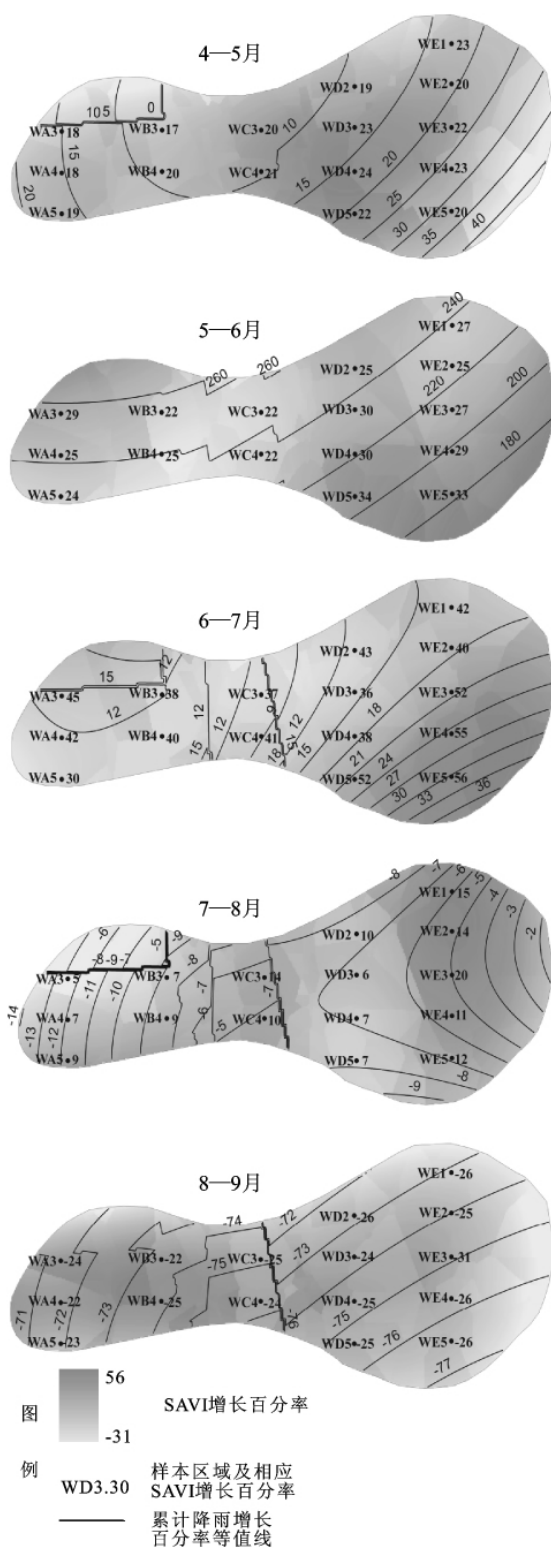 4—5月
WE1•23
WD2•19
WE2•20
10 5 0
WA3•18 WB3•17 WC3•20 10 WD3•23 WE3•22
15 20
WA4•18 WB4•20 WC4•21 WD4•24 WE4•23
20 15 25
WA5•19 WD5•22 WE5•20
30 35 40
5—6月
240
WE1•27
260 260 WD2•25 WE2•25
220 200
WA3•29 WB3•22 WC3•22 WD3•30 WE3•27
WA4•25 WB4•25 WC4•22 WD4•30 WE4•29
180
WA5•24 WD5•34 WE5•33
6—7月
WE1•42
WD2•43 WE2•40
12
15
WA3•45 WB3•38 WC3•37 WD3•36 WE3•52
12 12 12 12 18
WA4•42 WB4•40 WC4•41 WD4•38 WE4•55
15 18 15 15
21 24
WA5•30 WD5•52 27 WE5•56
30 33 36
7—8月
-8 -7 -6 -5
WE1•15
-4
-3
-6 -5 -9 WD2•10 WE2•14 -2
-8 -9 -7 -8
WA3•5 WB3•7 WC3•14 WD3•6 WE3•20
-14 -11 -10 -7 -7
WA4•7 WB4•9 -6 WC4•10 WD4•7 WE4•11
-13 -12 -5
WA5•9 WD5•7 WE5•12
-8
-9
8—9月
WE1•-26
-74 -72 WD2•-26 WE2•-25
WA3•-24 WB3•-22 -75 WC3•-25 -73 WD3•-24 WE3•-31
WA4•-22 WB4•-25 WC4•-24 WD4•-25 WE4•-26
-71 -72 -73 -76 -75
WA5•-23 WD5•-25 -76 WE5•-26
-77
图例
56
SAVI增长百分率
-31
WD3.30
样本区域及相应
SAVI增长百分率
累计降雨增长
百分率等值线